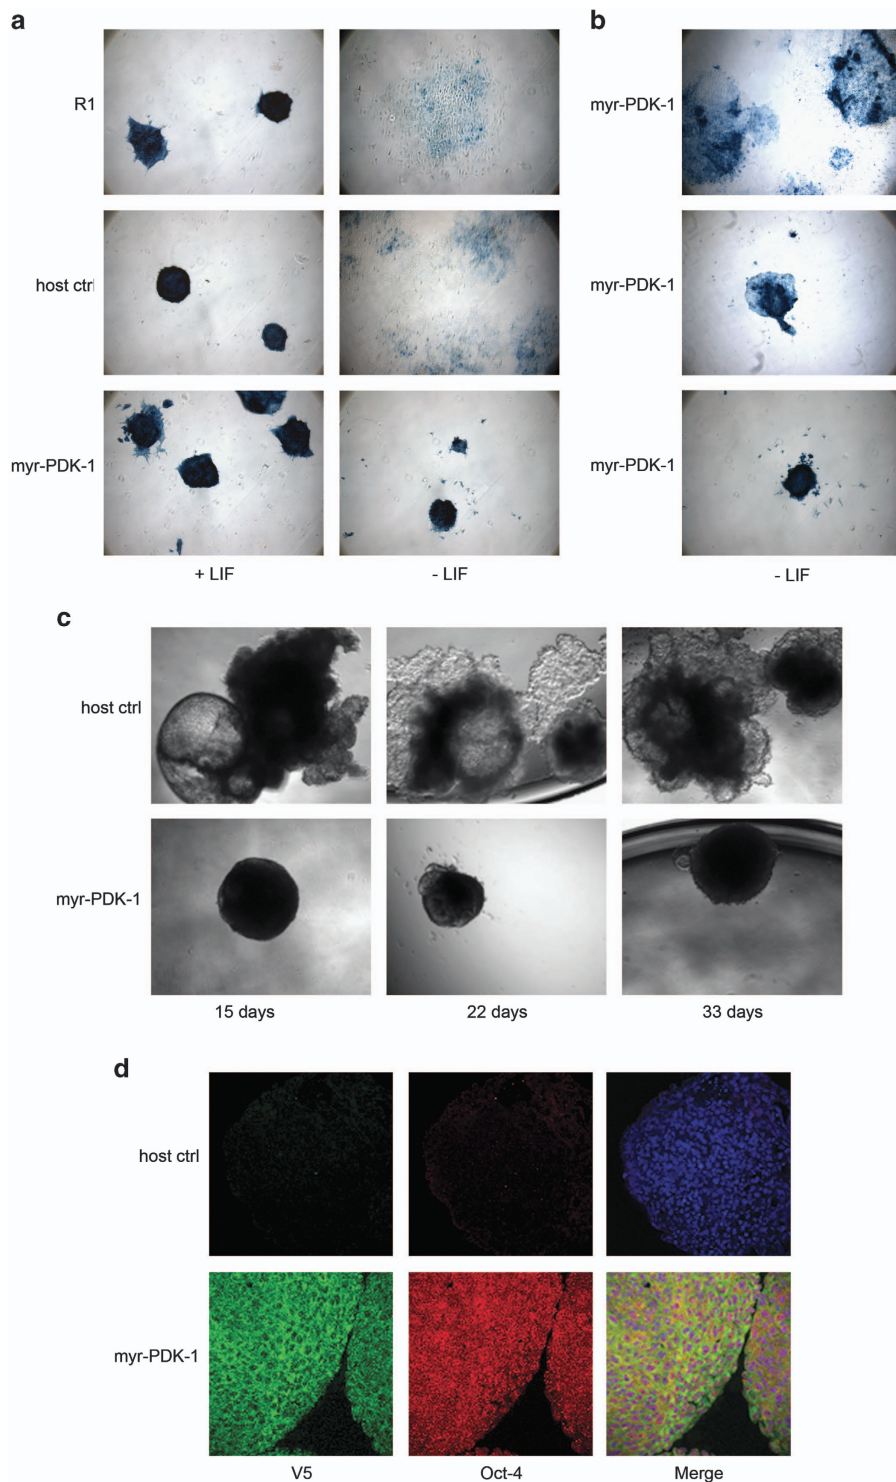 a
b
R1
myr-PDK-1
host ctrl
myr-PDK-1
myr-PDK-1
myr-PDK-1
+ LIF
- LIF
- LIF
c
host ctrl
myr-PDK-1
15 days
22 days
33 days
d
host ctrl
myr-PDK-1
V5
Oct-4
Merge